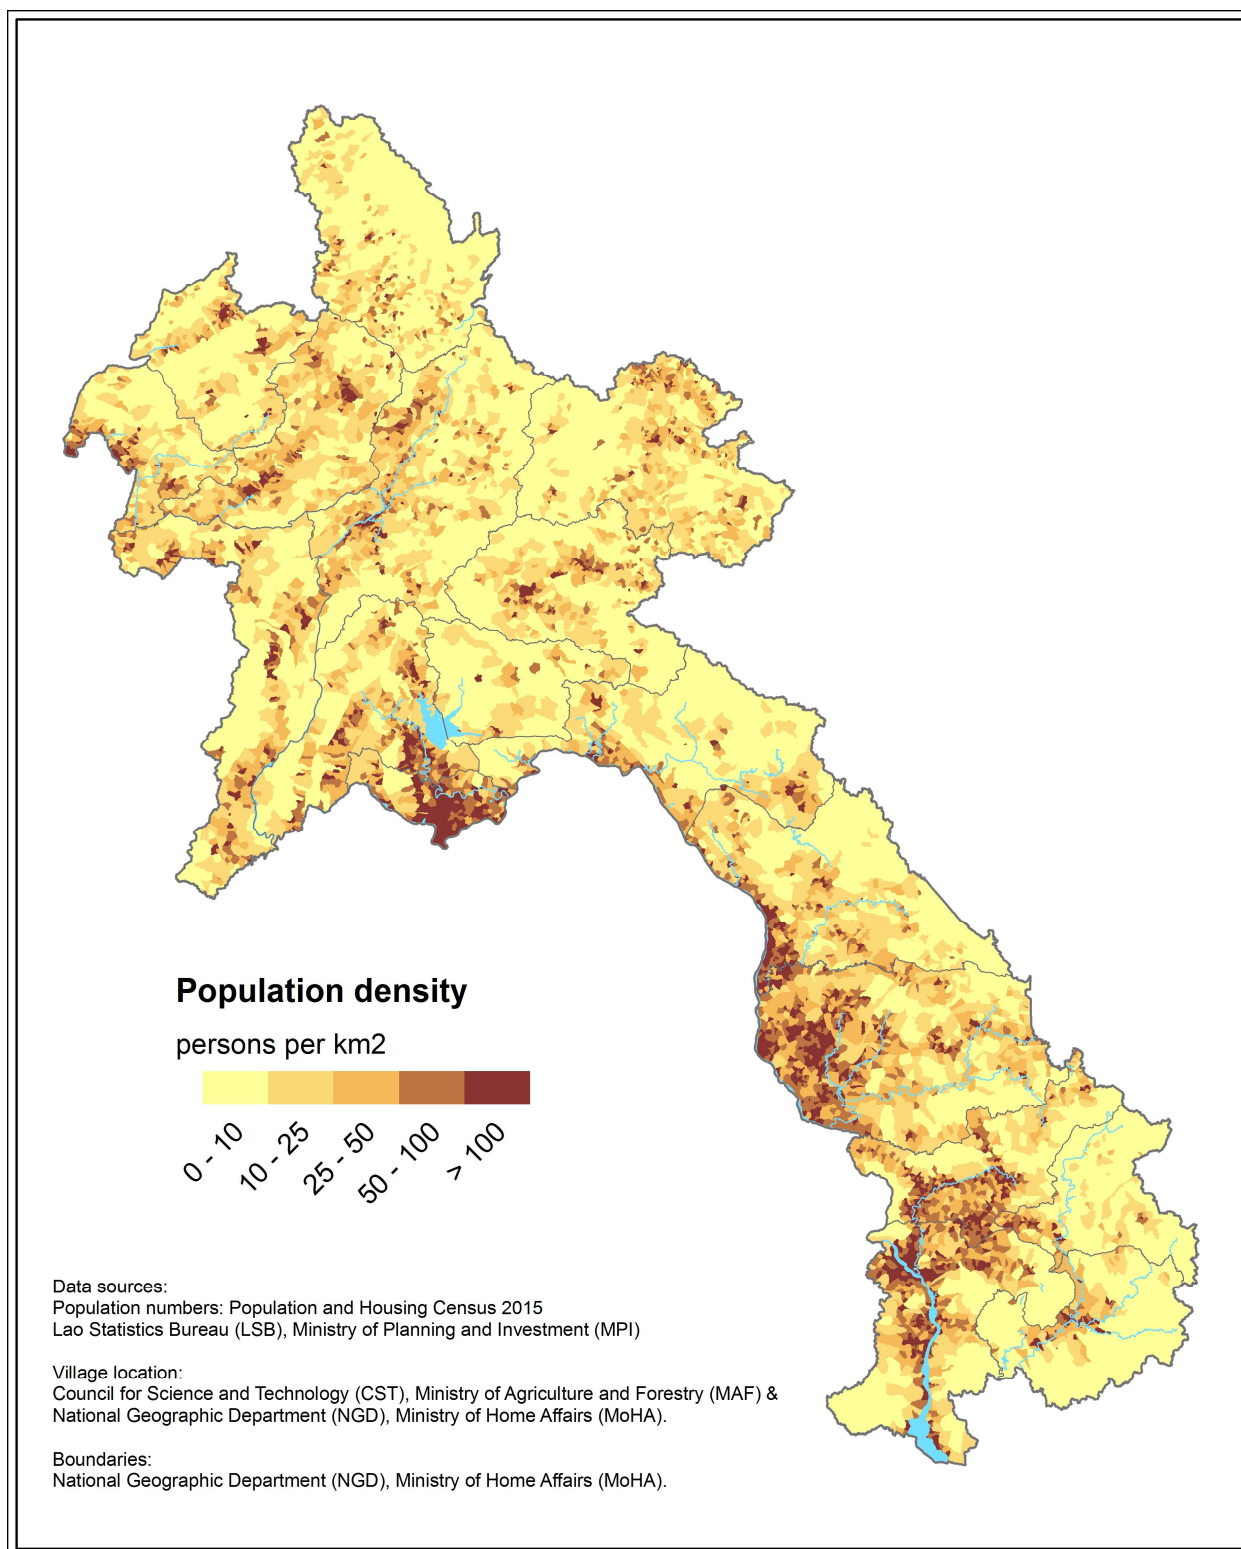 Population density
persons per km2
0 - 10
10 - 25
25 - 50
50 - 100
> 100
Data sources:
Population numbers: Population and Housing Census 2015
Lao Statistics Bureau (LSB), Ministry of Planning and Investment (MPI)
Village location:
Council for Science and Technology (CST), Ministry of Agriculture and Forestry (MAF) &
National Geographic Department (NGD), Ministry of Home Affairs (MoHA).
Boundaries:
National Geographic Department (NGD), Ministry of Home Affairs (MoHA).